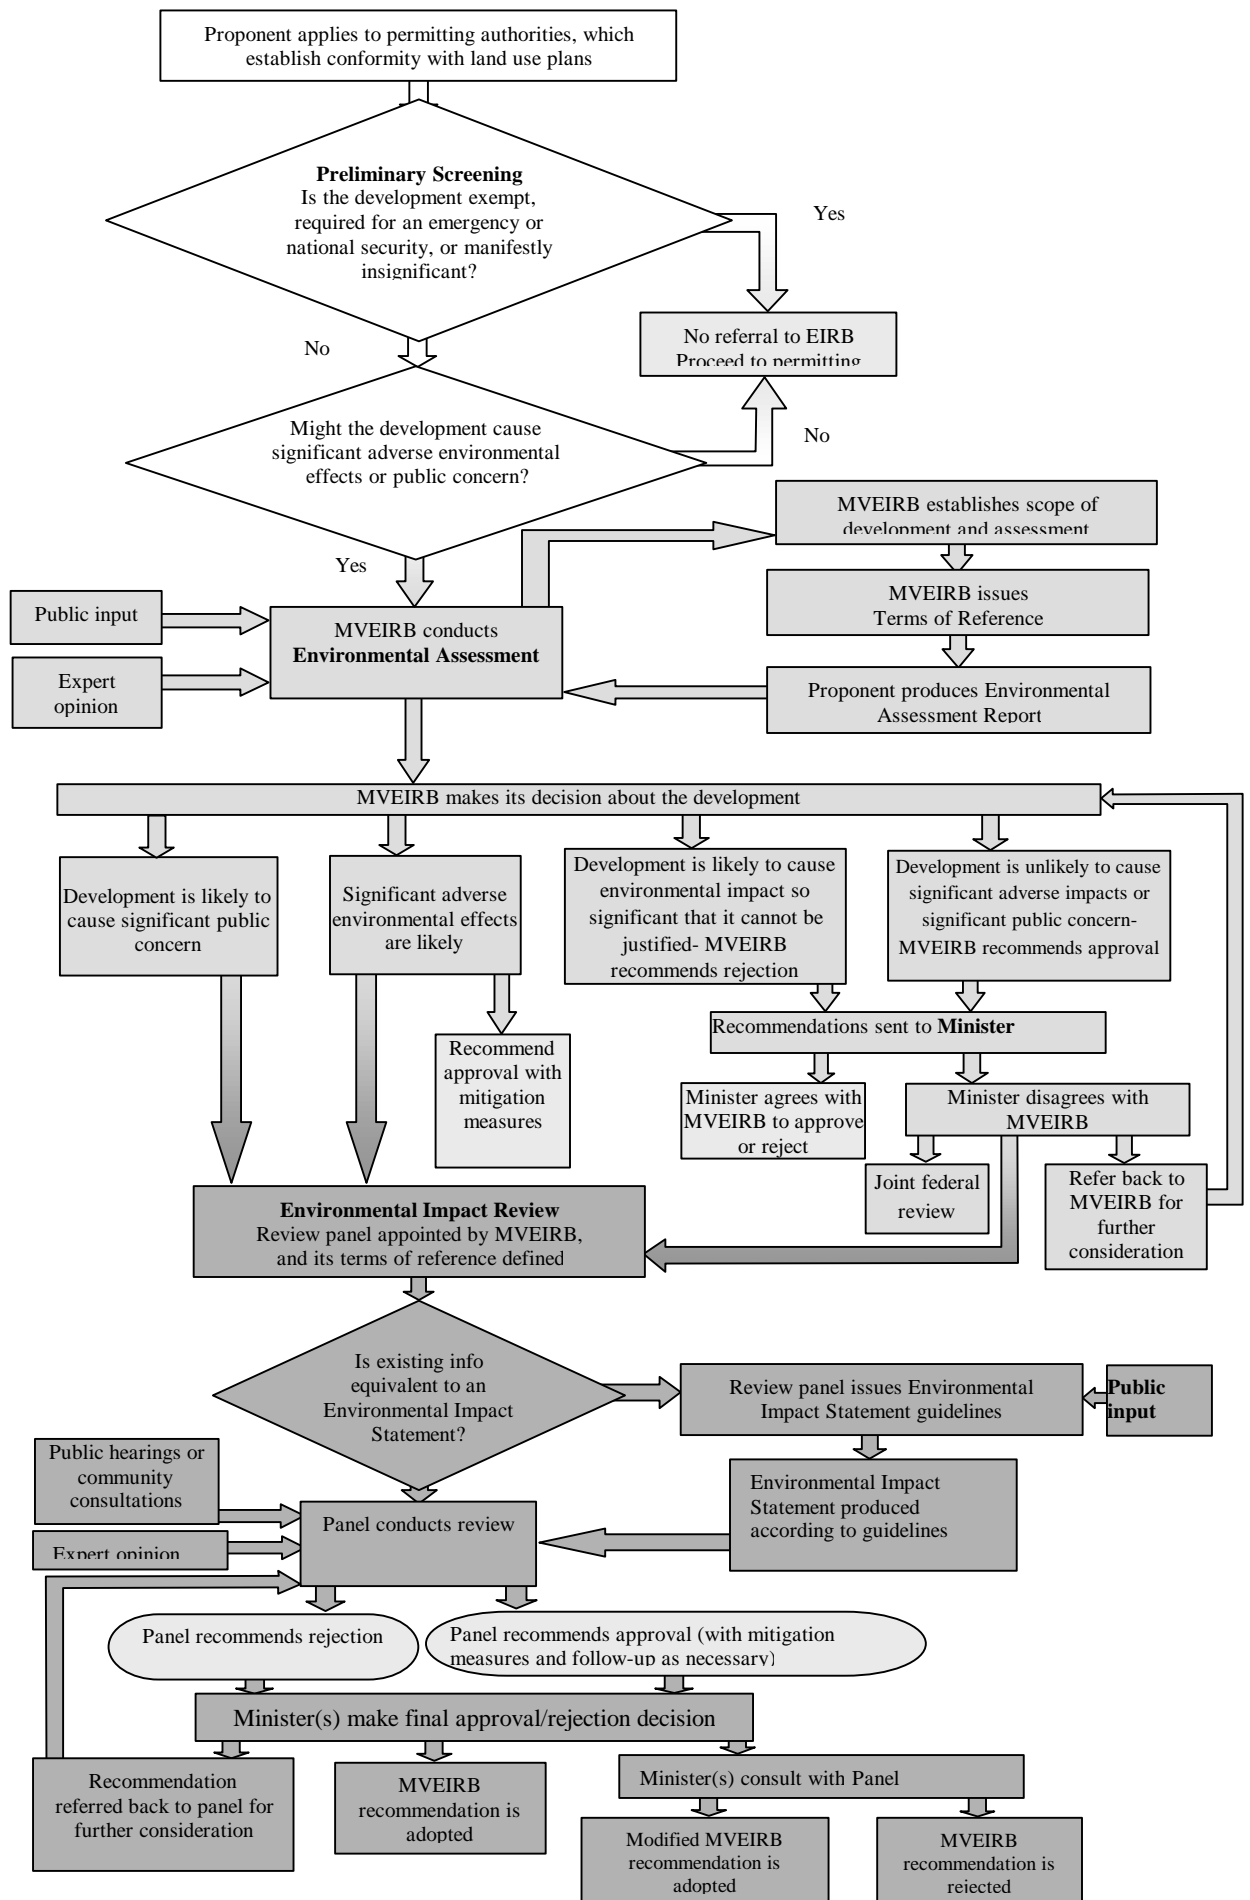 Proponent applies to permitting authorities, which
establish conformity with land use plans
Preliminary Screening
Is the development exempt,
required for an emergency or
national security, or manifestly
insignificant?
Yes
No
No referral to EIRB
Proceed to permitting
Might the development cause
significant adverse environmental
effects or public concern?
No
Yes
MVEIRB establishes scope of
development and assessment
MVEIRB issues
Terms of Reference
Public input
MVEIRB conducts
Environmental Assessment
Expert
opinion
Proponent produces Environmental
Assessment Report
MVEIRB makes its decision about the development
Development is likely to
cause significant public
concern
Significant adverse
environmental effects
are likely
Development is likely to cause
environmental impact so
significant that it cannot be
justified- MVEIRB
recommends rejection
Development is unlikely to cause
significant adverse impacts or
significant public concern-
MVEIRB recommends approval
Recommendations sent to Minister
Recommend
approval with
mitigation
measures
Minister agrees with
MVEIRB to approve
or reject
Minister disagrees with
MVEIRB
Joint federal
review
Refer back to
MVEIRB for
further
consideration
Environmental Impact Review
Review panel appointed by MVEIRB,
and its terms of reference defined
Is existing info
equivalent to an
Environmental Impact
Statement?
Review panel issues Environmental
Impact Statement guidelines
Public
input
Public hearings or
community
consultations
Environmental Impact
Statement produced
according to guidelines
Panel conducts review
Expert opinion
Panel recommends rejection
Panel recommends approval (with mitigation
measures and follow-up as necessary)
Minister(s) make final approval/rejection decision
Recommendation
referred back to panel for
further consideration
MVEIRB
recommendation is
adopted
Minister(s) consult with Panel
Modified MVEIRB
recommendation is
adopted
MVEIRB
recommendation is
rejected